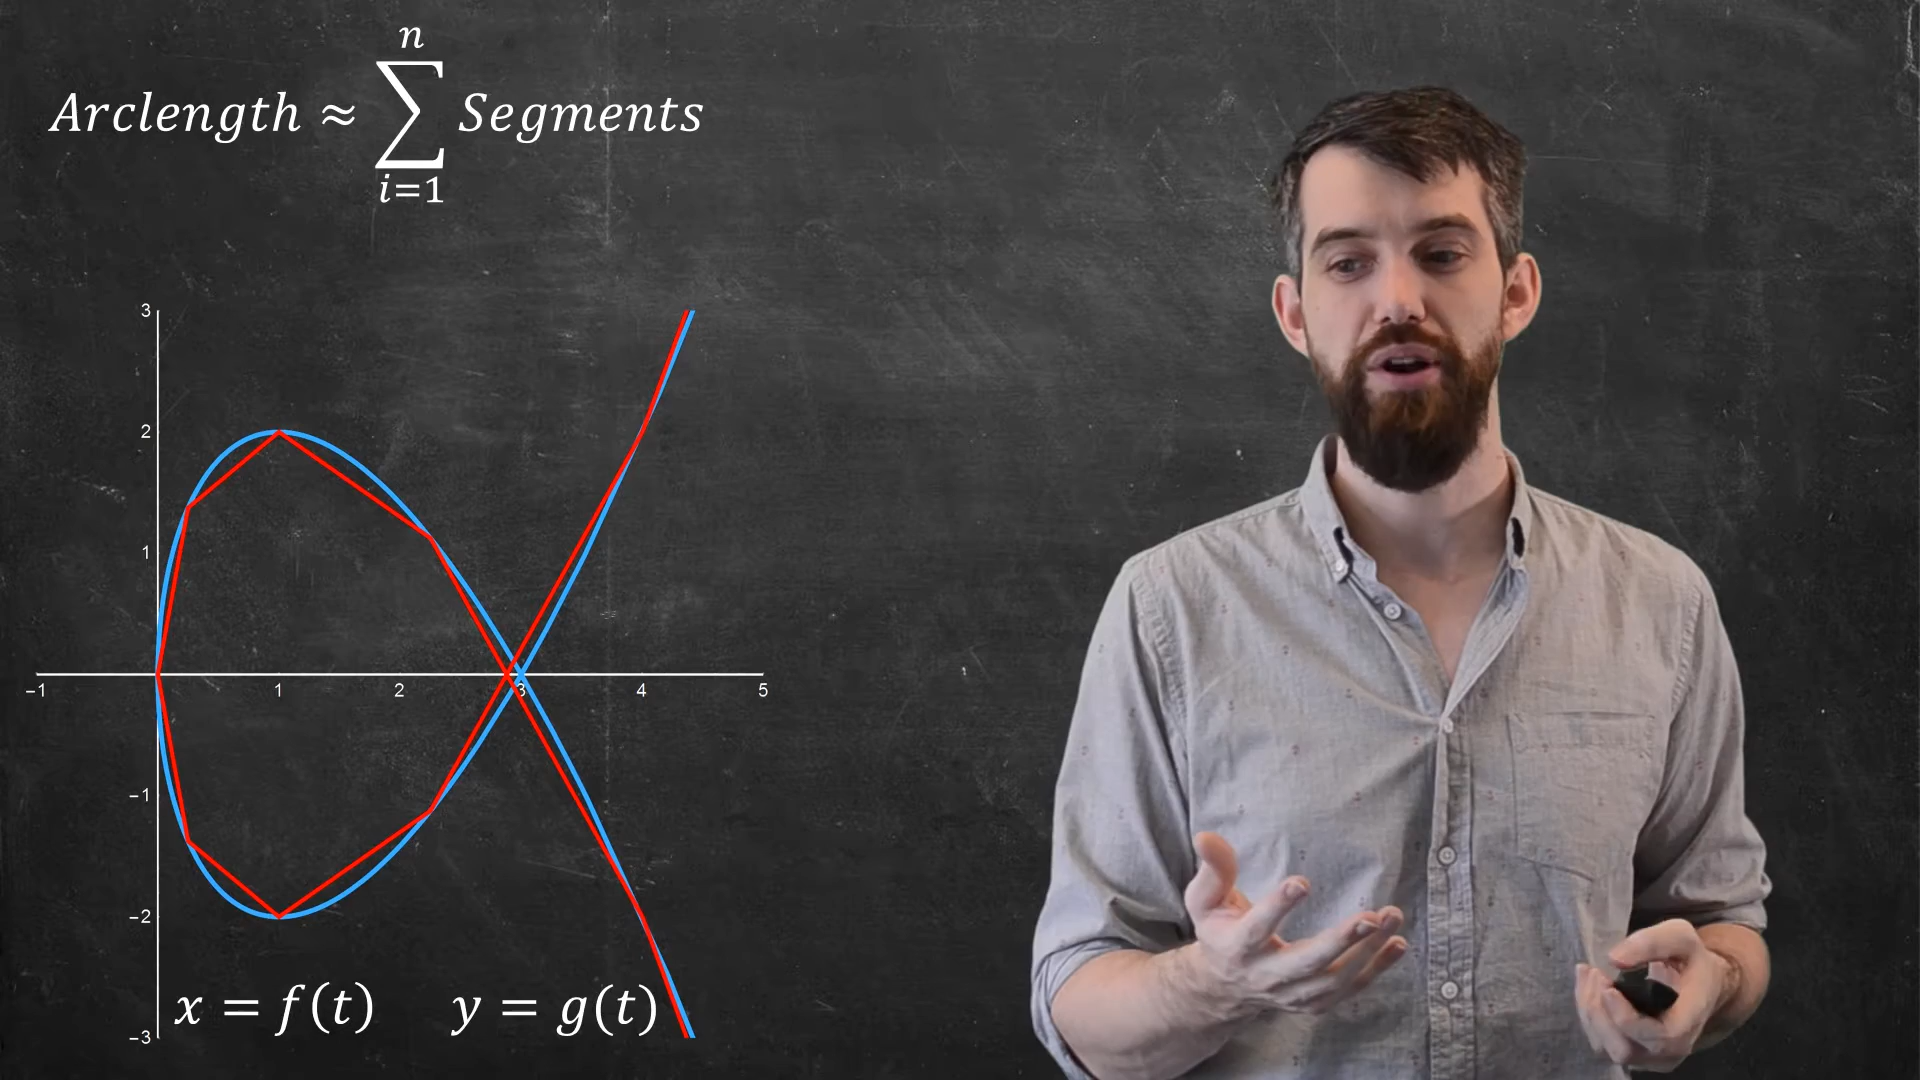 n
Arclength ≈ ∑ Segments
i=1
3
2
1
−1 1 2 3 4 5
−1
−2
x = f(t) y = g(t)
−3